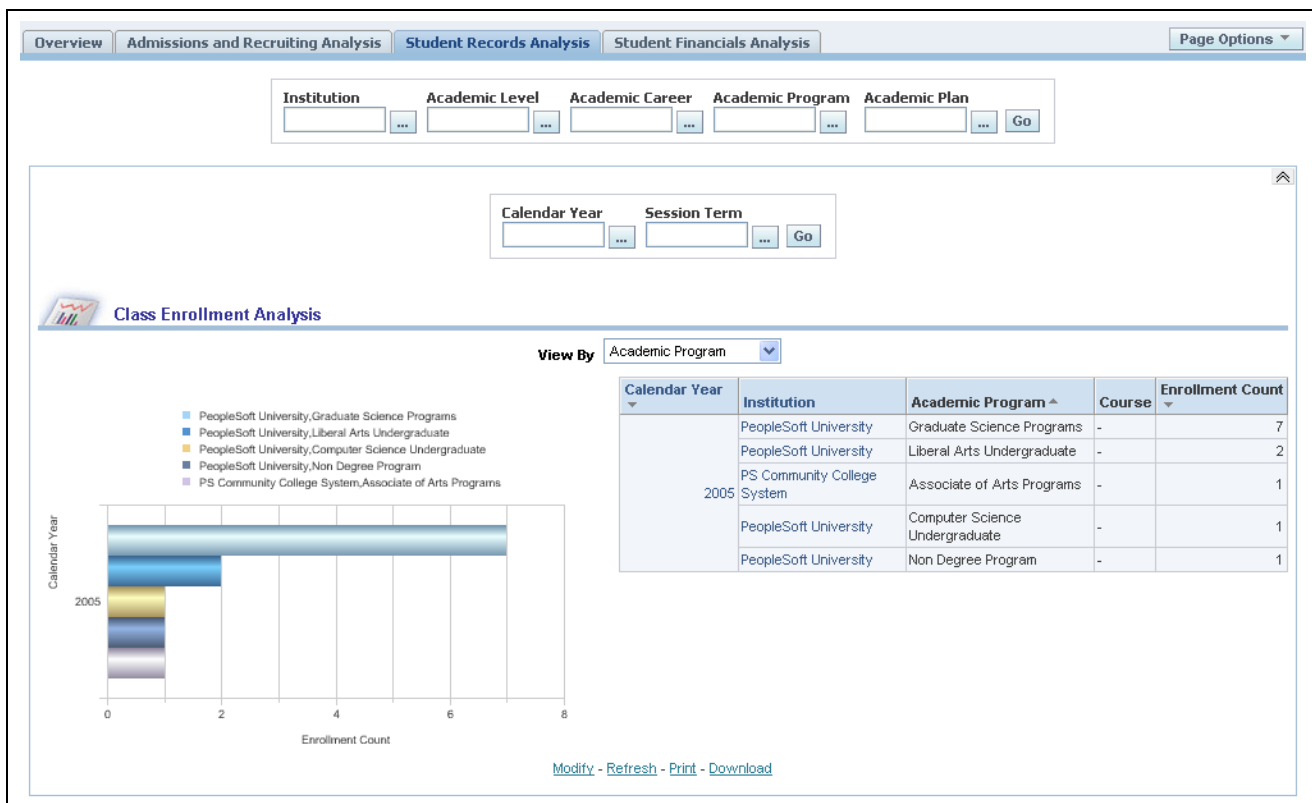 Overview
Admissions and Recruiting Analysis
Student Records Analysis
Student Financials Analysis
Page Options
Institution
Academic Level
Academic Career
Academic Program
Academic Plan
...
...
...
...
...
Go
Calendar Year
Session Term
...
...
Go
Class Enrollment Analysis
View By Academic Program
PeopleSoft University,Graduate Science Programs
PeopleSoft University,Liberal Arts Undergraduate
PeopleSoft University,Computer Science Undergraduate
PeopleSoft University,Non Degree Program
PS Community College System,Associate of Arts Programs
Calendar Year
2005
0 2 4 6 8
Enrollment Count
Calendar Year Institution Academic Program Course Enrollment Count
PeopleSoft University Graduate Science Programs - 7
PeopleSoft University Liberal Arts Undergraduate - 2
PS Community College
2005 System Associate of Arts Programs - 1
PeopleSoft University Computer Science
Undergraduate - 1
PeopleSoft University Non Degree Program - 1
Modify - Refresh - Print - Download